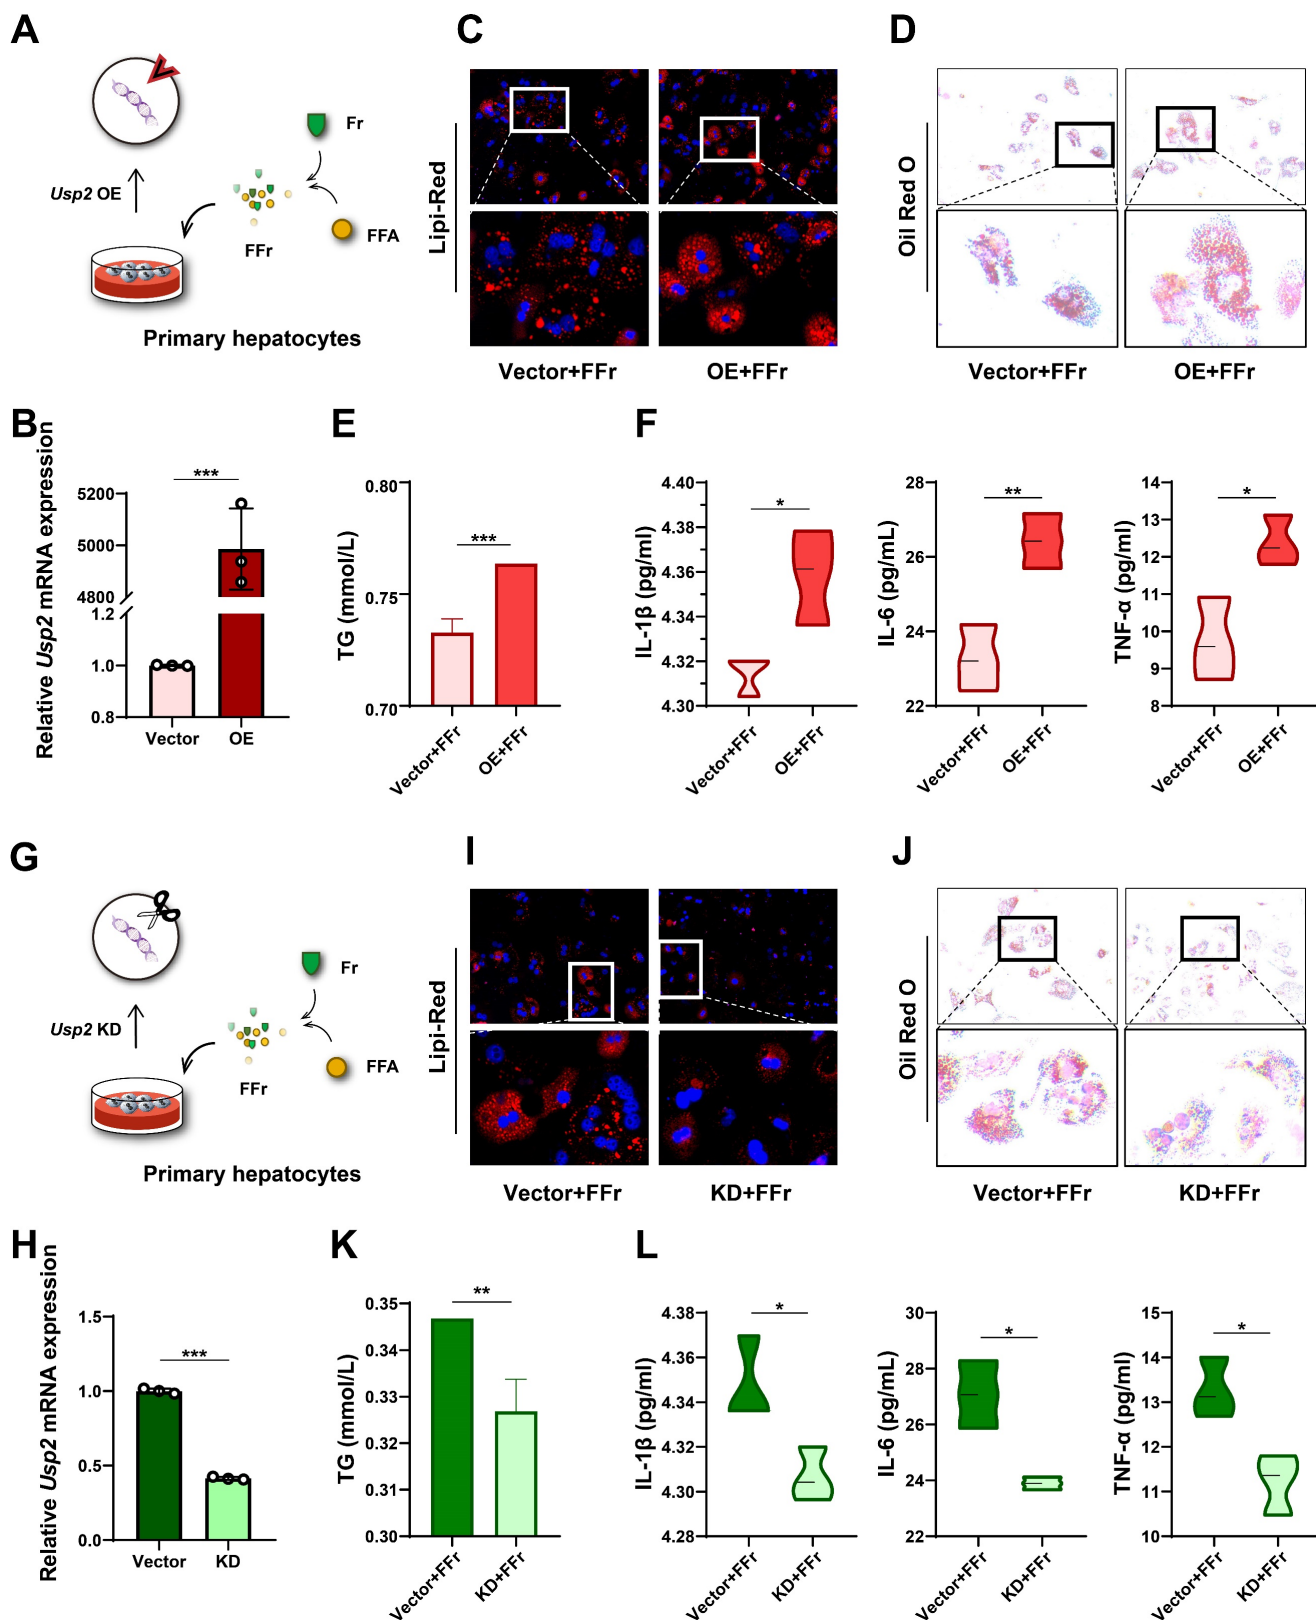 A
Usp2 OE
Fr
FFA
FFr
Primary hepatocytes
C
Lipi-Red
Vector+FFr
OE+FFr
D
Oil Red O
Vector+FFr
OE+FFr
B
Relative Usp2 mRNA expression
***
5200
5000
4800
1.2
1.0
0.8
Vector
OE
E
TG (mmol/L)
***
0.80
0.75
0.70
Vector+FFr
OE+FFr
F
IL-1β (pg/ml)
*
4.40
4.38
4.36
4.34
4.32
4.30
Vector+FFr
OE+FFr
IL-6 (pg/mL)
**
28
26
24
22
Vector+FFr
OE+FFr
TNF-α (pg/ml)
*
14
13
12
11
10
9
8
Vector+FFr
OE+FFr
G
Usp2 KD
Fr
FFA
FFr
Primary hepatocytes
I
Lipi-Red
Vector+FFr
KD+FFr
J
Oil Red O
Vector+FFr
KD+FFr
H
Relative Usp2 mRNA expression
***
1.5
1.0
0.5
0.0
Vector
KD
K
TG (mmol/L)
**
0.35
0.34
0.33
0.32
0.31
0.30
Vector+FFr
KD+FFr
L
IL-1β (pg/ml)
*
4.38
4.36
4.34
4.32
4.30
4.28
Vector+FFr
KD+FFr
IL-6 (pg/mL)
*
30
28
26
24
22
Vector+FFr
KD+FFr
TNF-α (pg/ml)
*
15
14
13
12
11
10
Vector+FFr
KD+FFr